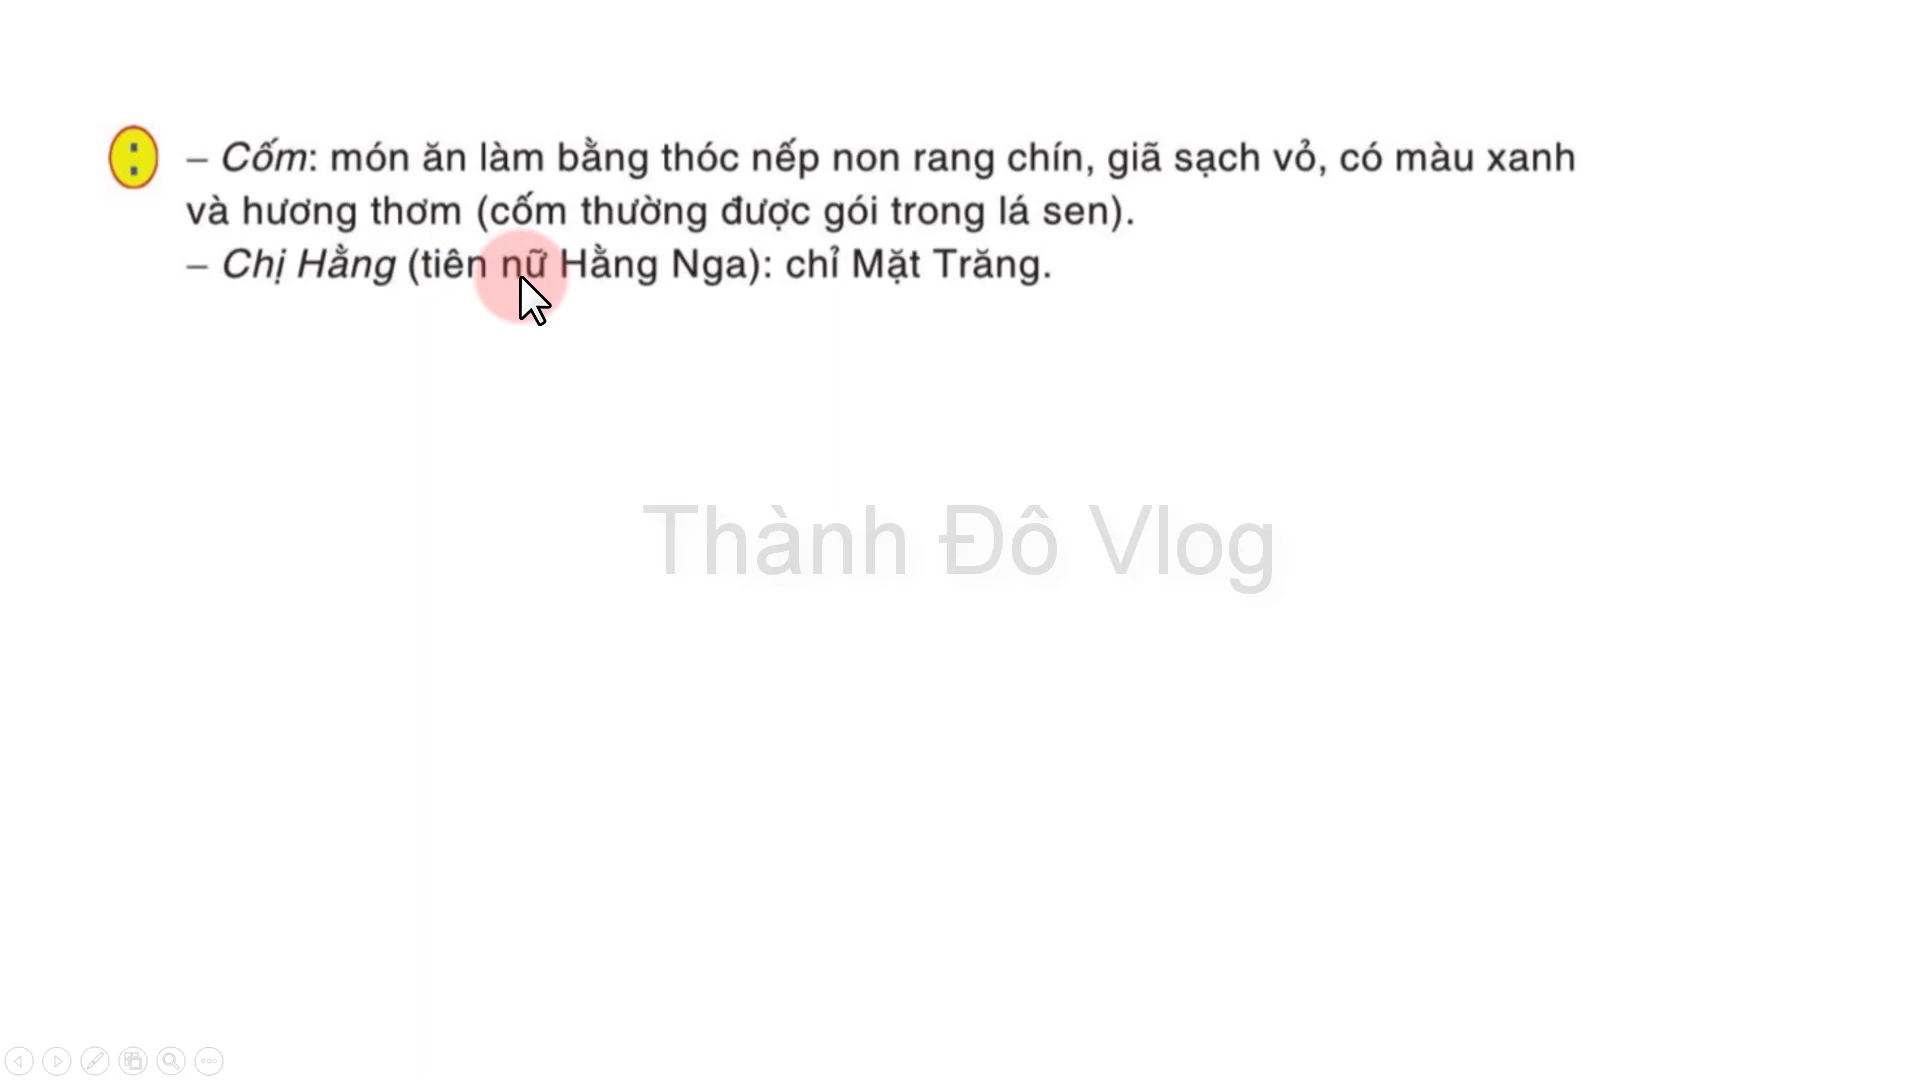 – Cốm: món ăn làm bằng thóc nếp non rang chín, giã sạch vỏ, có màu xanh
và hương thơm (cốm thường được gói trong lá sen).
– Chị Hằng (tiên nữ Hằng Nga): chỉ Mặt Trăng.
Thành Đô Vlog